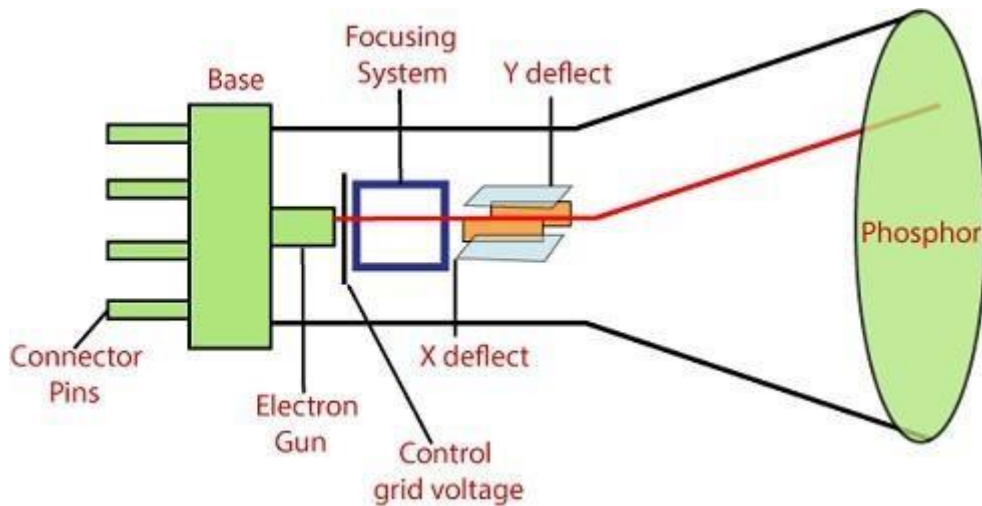 Focusing
System
Base
Y deflect
Phosphor
Connector
Pins
X deflect
Electron
Gun
Control
grid voltage